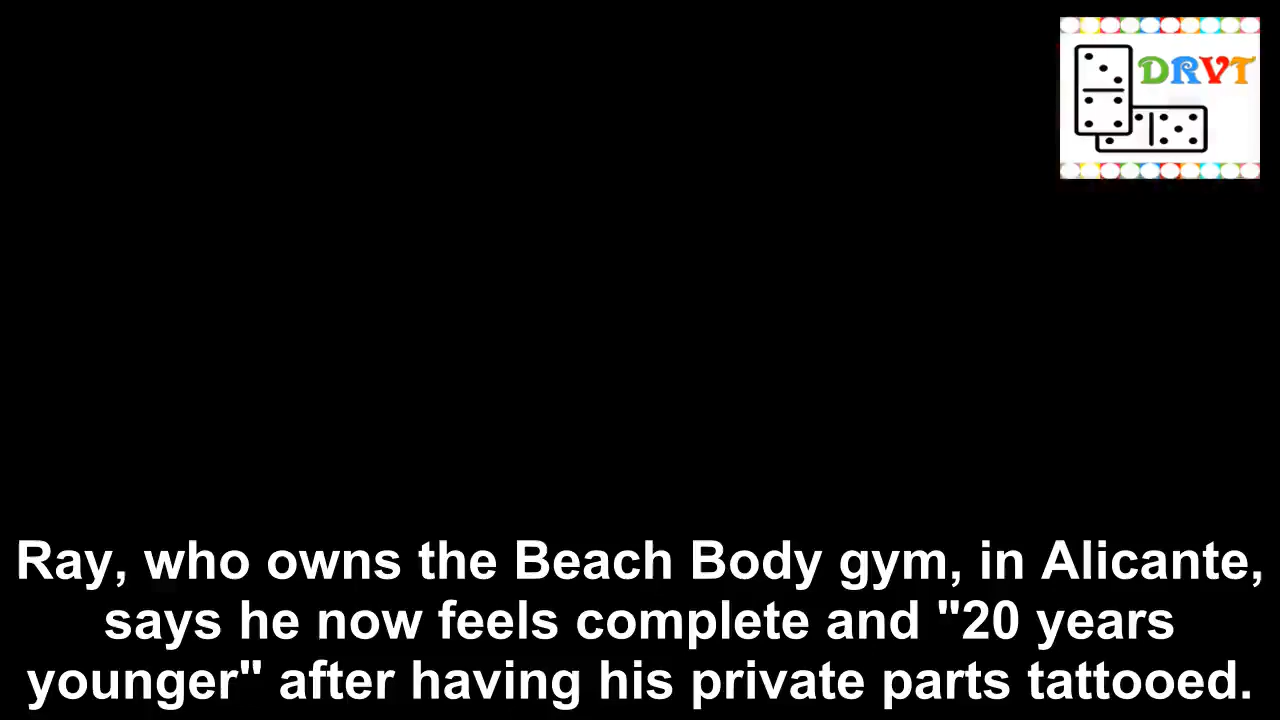 DRVT
Ray, who owns the Beach Body gym, in Alicante,
says he now feels complete and "20 years
younger" after having his private parts tattooed.